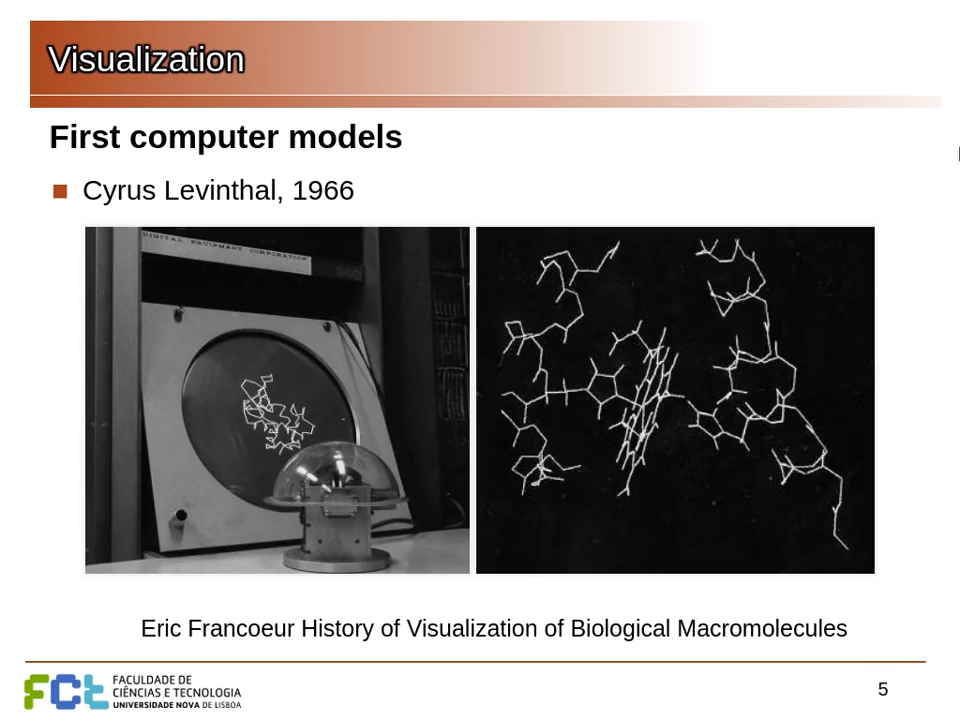 Visualization
First computer models
Cyrus Levinthal, 1966
DIGITAL EQUIPMENT CORPORATION
Eric Francoeur History of Visualization of Biological Macromolecules
FCt
FACULDADE DE
CIÊNCIAS E TECNOLOGIA
UNIVERSIDADE NOVA DE LISBOA
5